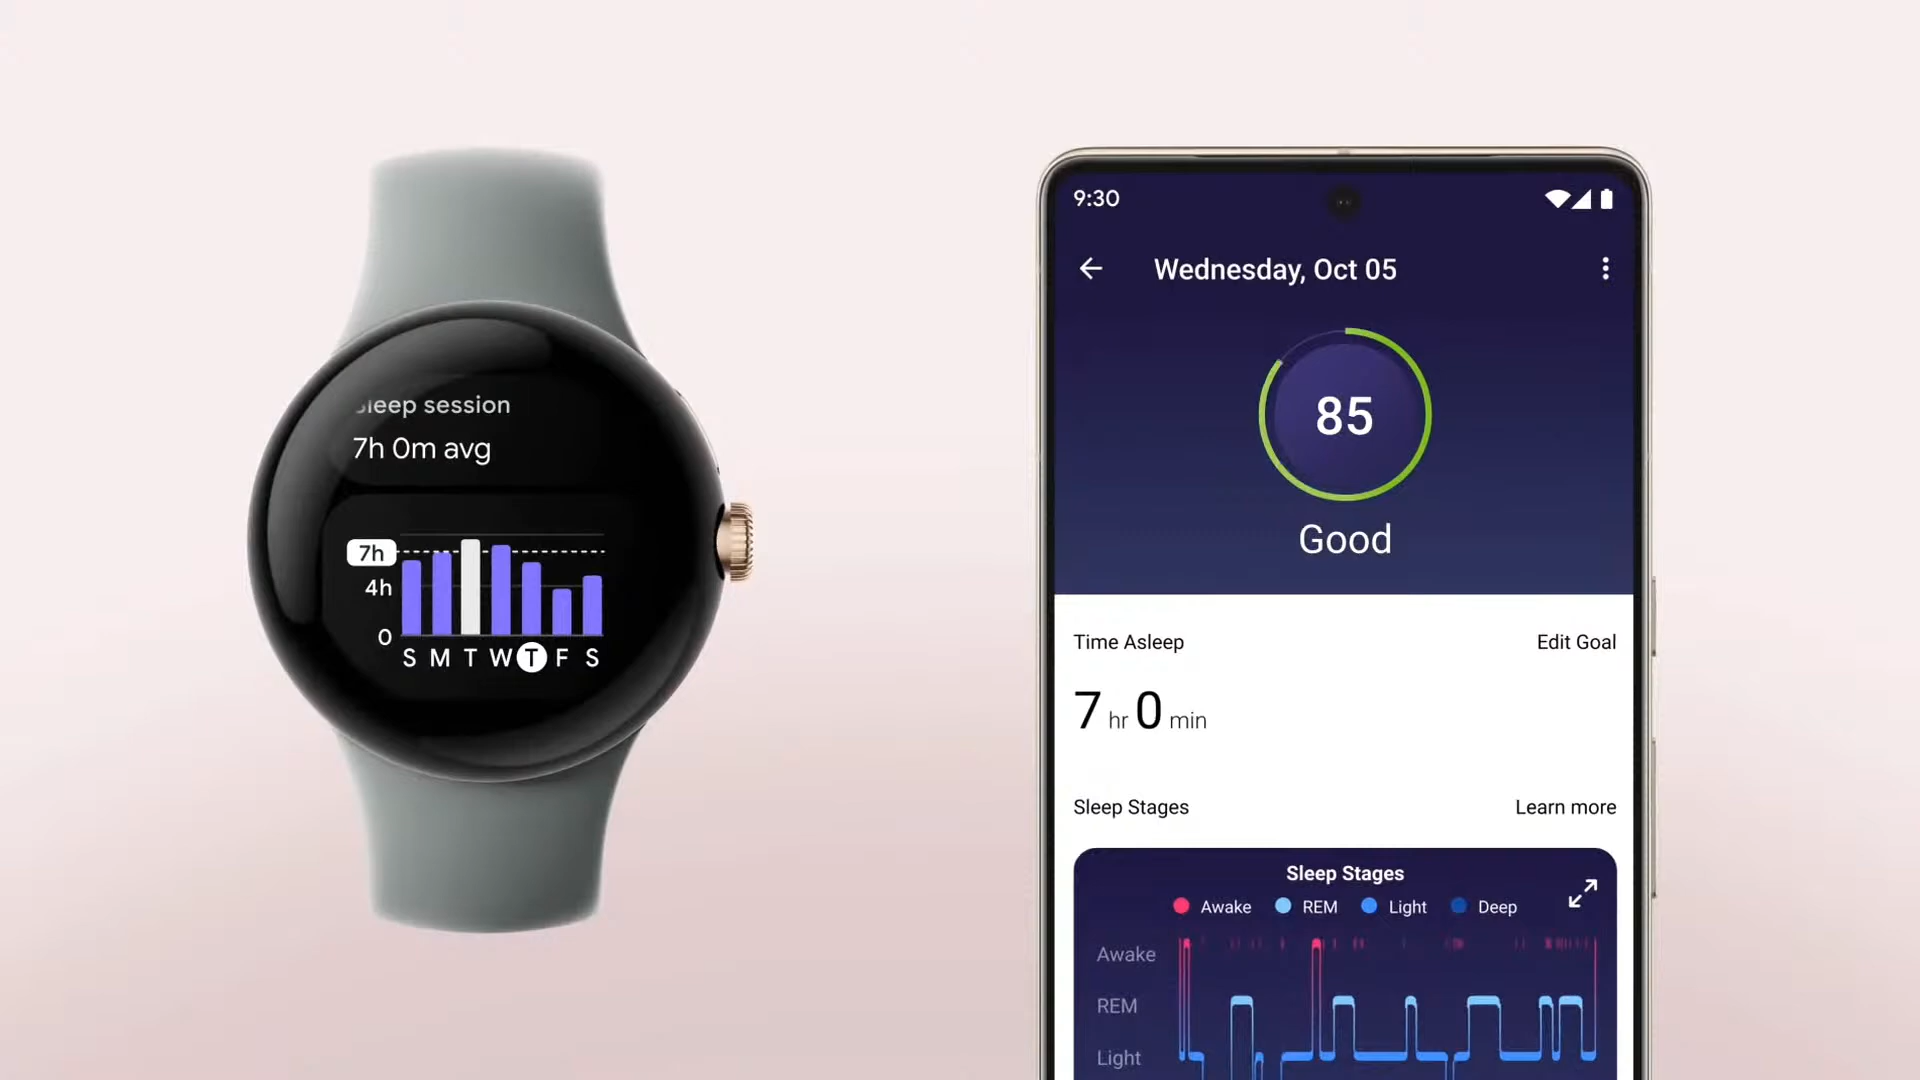 Sleep session
7h 0m avg
7h
4h
0
S M T W T F S
9:30
Wednesday, Oct 05
85
Good
Time Asleep
Edit Goal
7 hr 0 min
Sleep Stages
Learn more
Sleep Stages
Awake
REM
Light
Deep
Awake
REM
Light